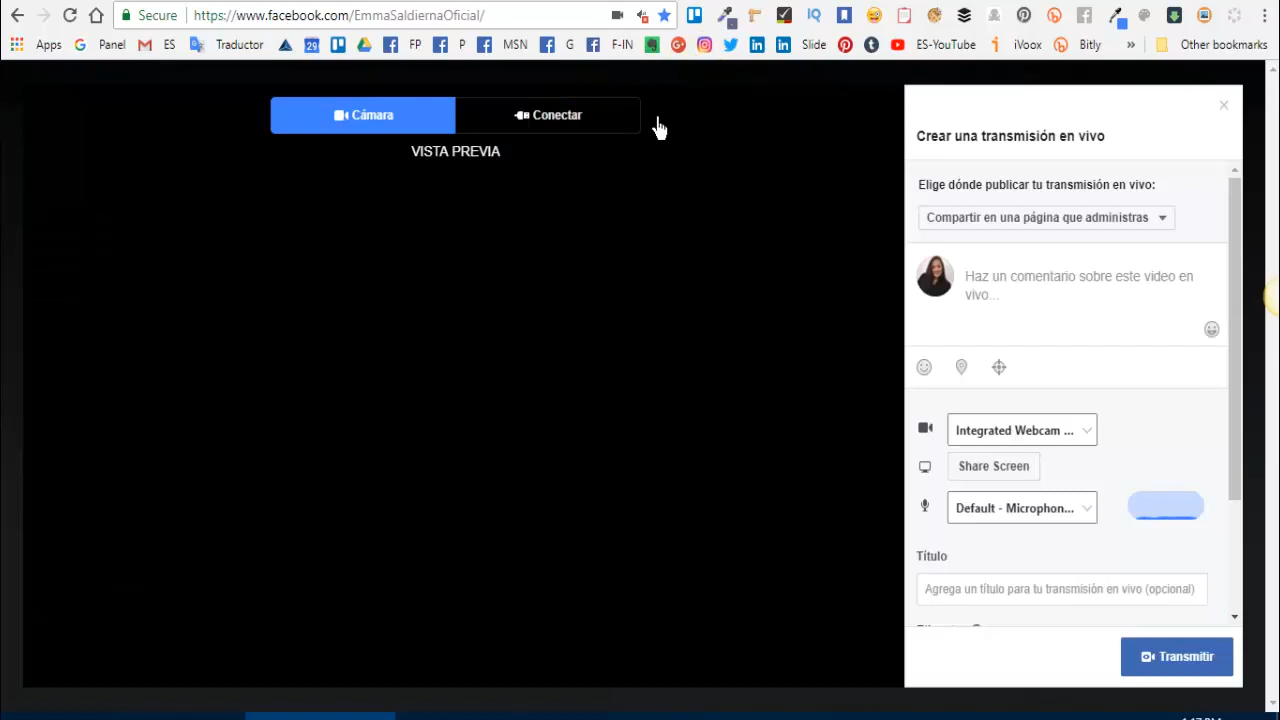 Secure https://www.facebook.com/EmmaSaldiernaOficial/
Apps Panel ES Traductor 29 FP P MSN G F-IN Slide ES-YouTube iVoox Bitly » Other bookmarks
Cámara Conectar
VISTA PREVIA
Crear una transmisión en vivo
Elige dónde publicar tu transmisión en vivo:
Compartir en una página que administras
Haz un comentario sobre este video en
vivo...
Integrated Webcam ...
Share Screen
Default - Microphon...
Título
Agrega un título para tu transmisión en vivo (opcional)
Transmitir